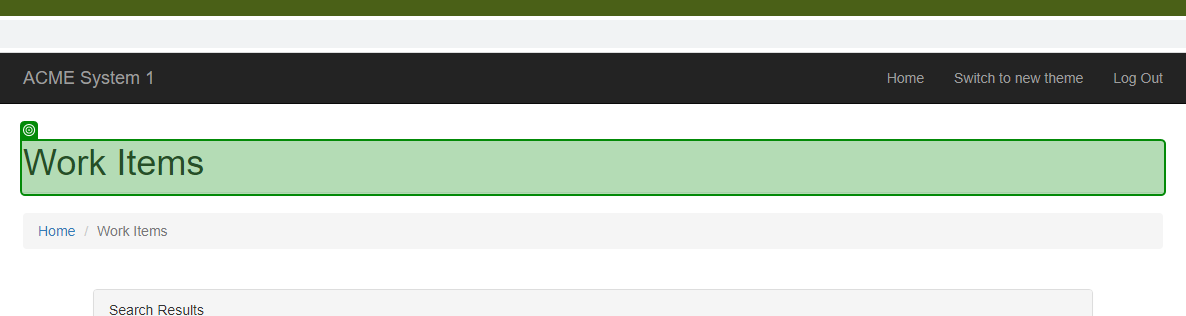 ACME System 1 Home Switch to new theme Log Out
Work Items
Home / Work Items
Search Results